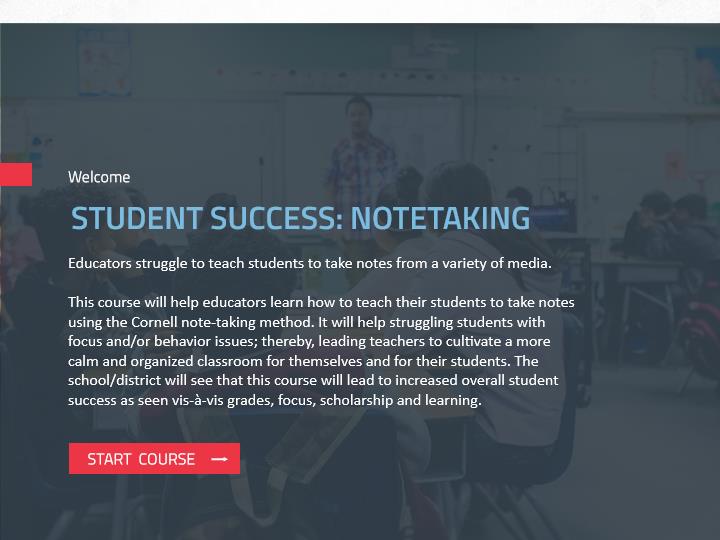 Welcome
STUDENT SUCCESS: NOTETAKING
Educators struggle to teach students to take notes from a variety of media.
This course will help educators learn how to teach their students to take notes
using the Cornell note-taking method. It will help struggling students with
focus and/or behavior issues; thereby, leading teachers to cultivate a more
calm and organized classroom for themselves and for their students. The
school/district will see that this course will lead to increased overall student
success as seen vis-à-vis grades, focus, scholarship and learning.
START COURSE